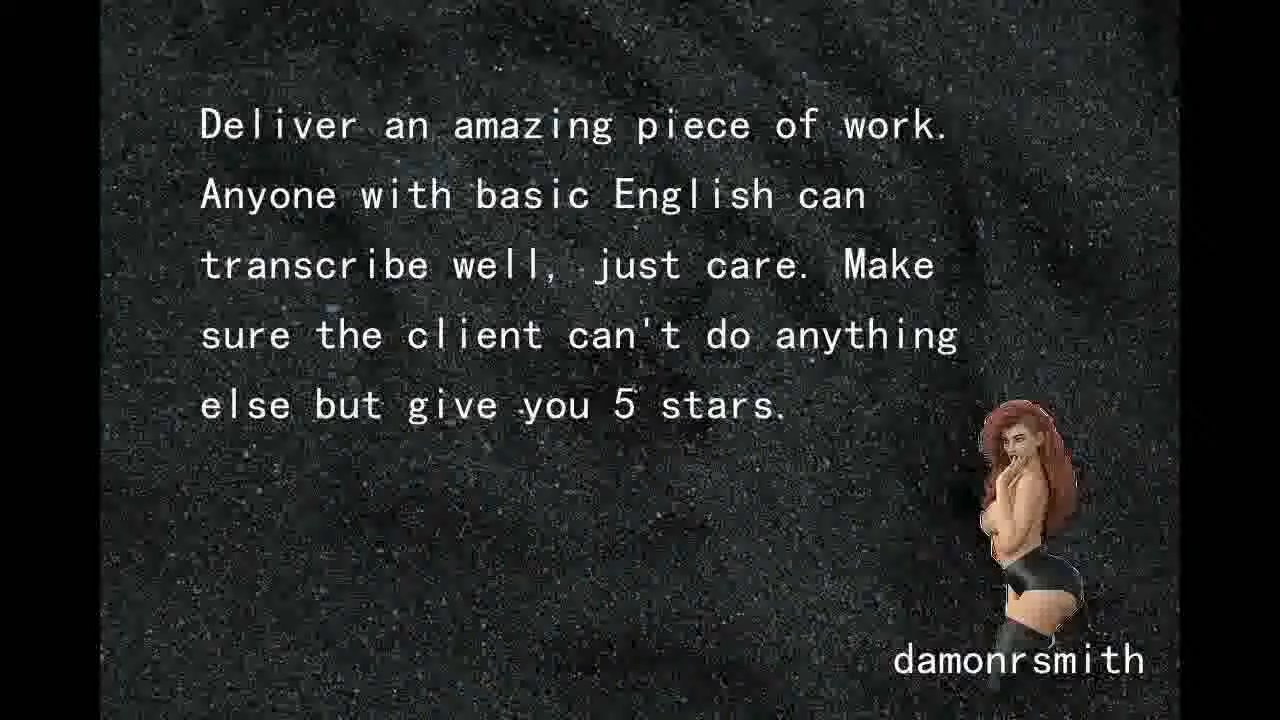 Deliver an amazing piece of work.
Anyone with basic English can
transcribe well, just care. Make
sure the client can't do anything
else but give you 5 stars.
damonrsmith